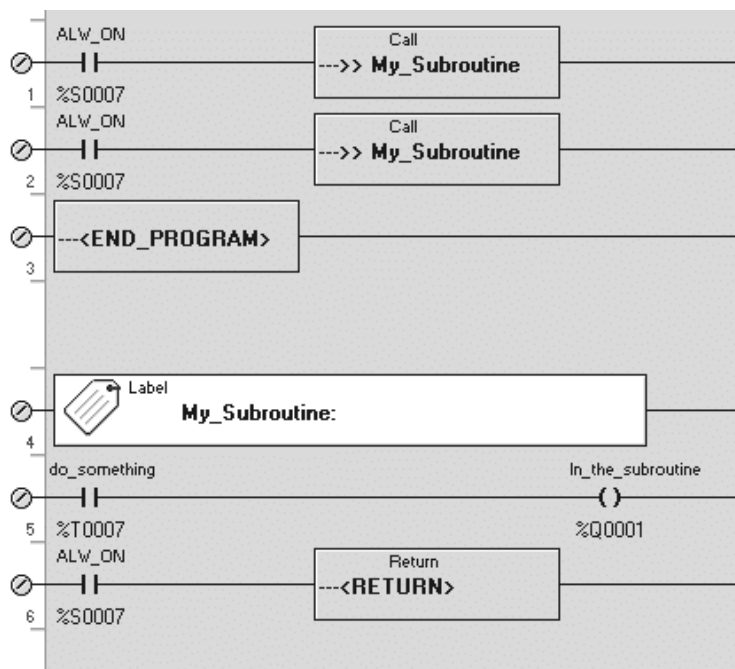 ALW_ON
Call
--->> My_Subroutine
1 %S0007
ALW_ON
Call
--->> My_Subroutine
2 %S0007
---<END_PROGRAM>
3
Label
My_Subroutine:
4
do_something In_the_subroutine
5 %T0007 %Q0001
ALW_ON
Return
---<RETURN>
6 %S0007